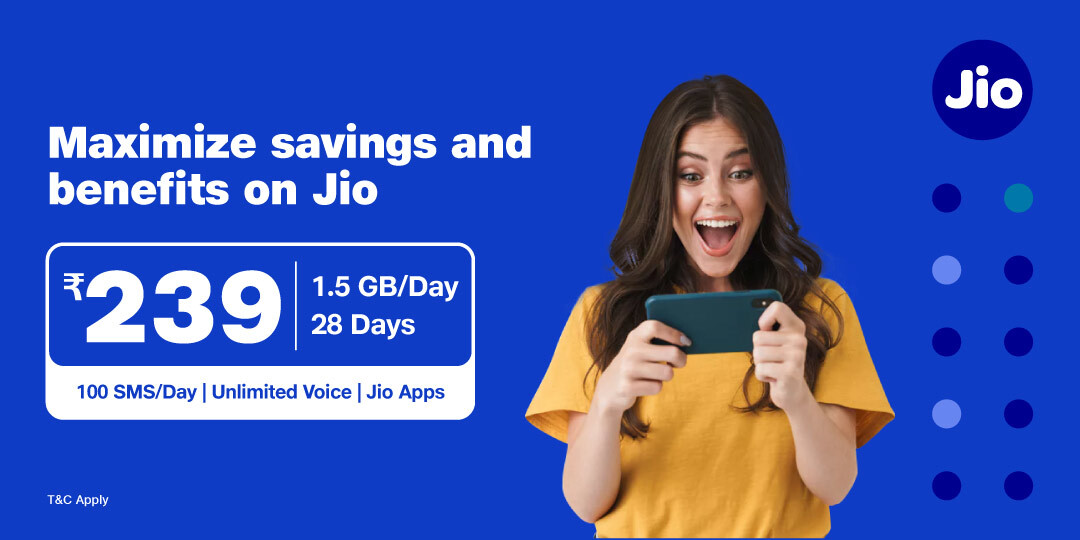 Jio
Maximize savings and
benefits on Jio
₹239
1.5 GB/Day
28 Days
100 SMS/Day | Unlimited Voice | Jio Apps
T&C Apply